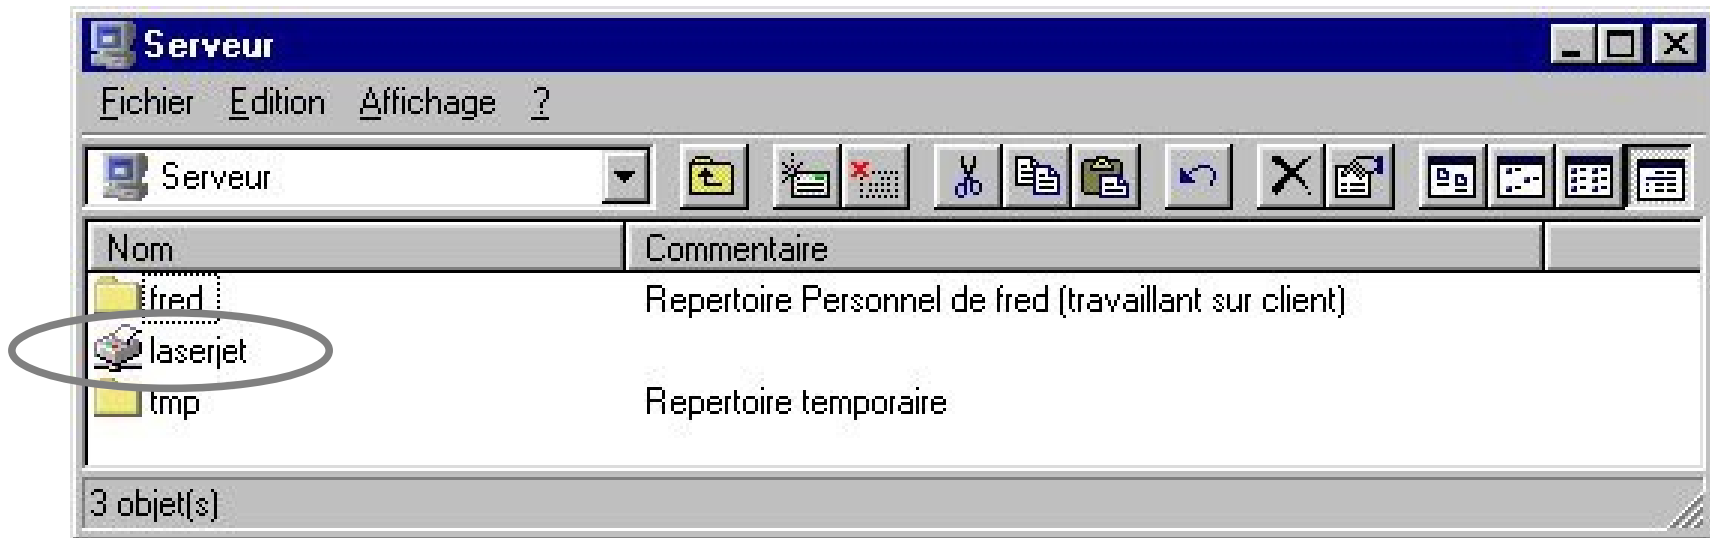 Serveur
Fichier Edition Affichage ?
Serveur
Nom Commentaire
fred Repertoire Personnel de fred (travaillant sur client)
laserjet
tmp Repertoire temporaire
3 objet(s)